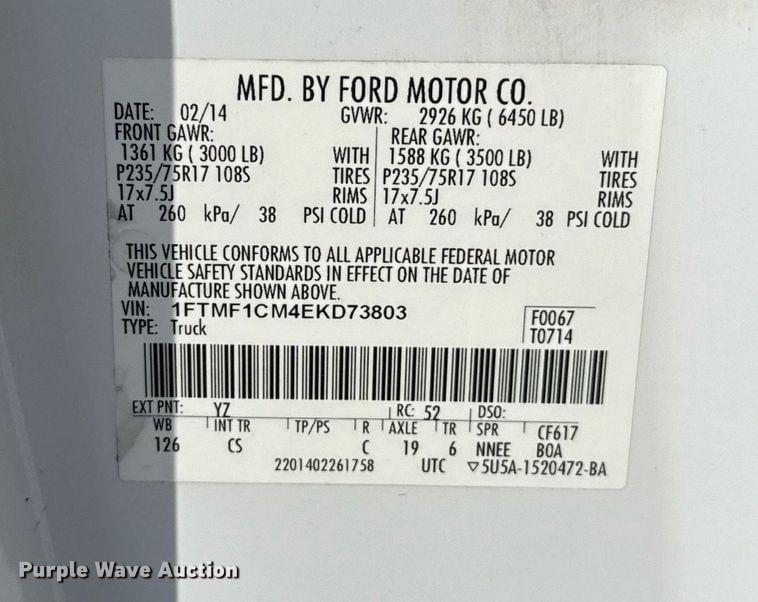 MFD. BY FORD MOTOR CO.
DATE: 02/14 GVWR: 2926 KG ( 6450 LB)
FRONT GAWR: REAR GAWR:
1361 KG ( 3000 LB) WITH 1588 KG ( 3500 LB) WITH
P235/75R17 108S TIRES P235/75R17 108S TIRES
17x7.5J RIMS 17x7.5J RIMS
AT 260 kPa/ 38 PSI COLD AT 260 kPa/ 38 PSI COLD
THIS VEHICLE CONFORMS TO ALL APPLICABLE FEDERAL MOTOR
VEHICLE SAFETY STANDARDS IN EFFECT ON THE DATE OF
MANUFACTURE SHOWN ABOVE.
VIN: 1FTMF1CM4EKD73803 F0067
TYPE: Truck T0714
EXT PNT: YZ RC: 52 DSO:
WB INT TR TP/PS R AXLE TR SPR CF617
126 CS C 19 6 NNEE BOA
2201402261758 UTC ▽5U5A-1520472-BA
Purple Wave Auction